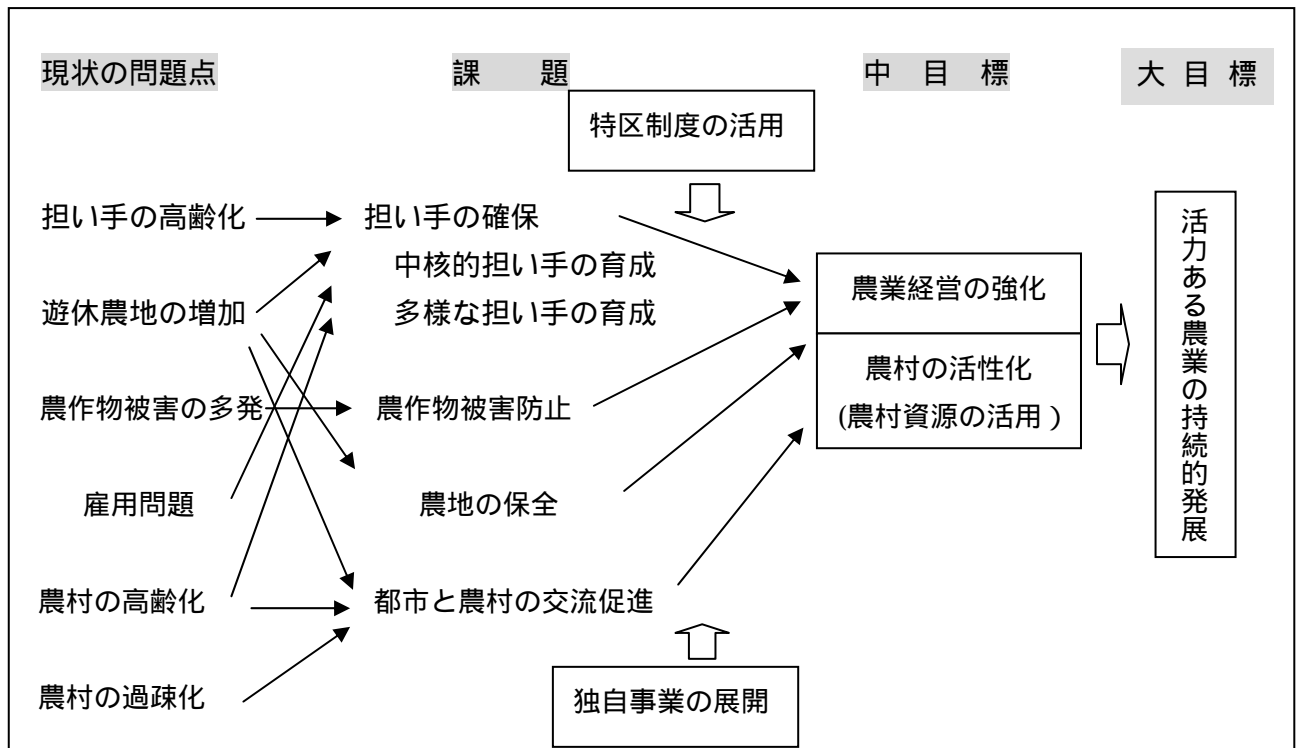 現状の問題点 課　　題 中　目　標 大 目 標
特区制度の活用
担い手の高齢化 担い手の確保
中核的担い手の育成
遊休農地の増加 多様な担い手の育成
農作物被害の多発 農作物被害防止
雇用問題 農地の保全
農村の高齢化 都市と農村の交流促進
農村の過疎化
独自事業の展開
農業経営の強化
農村の活性化
(農村資源の活用 )
活力ある農業の持続的発展